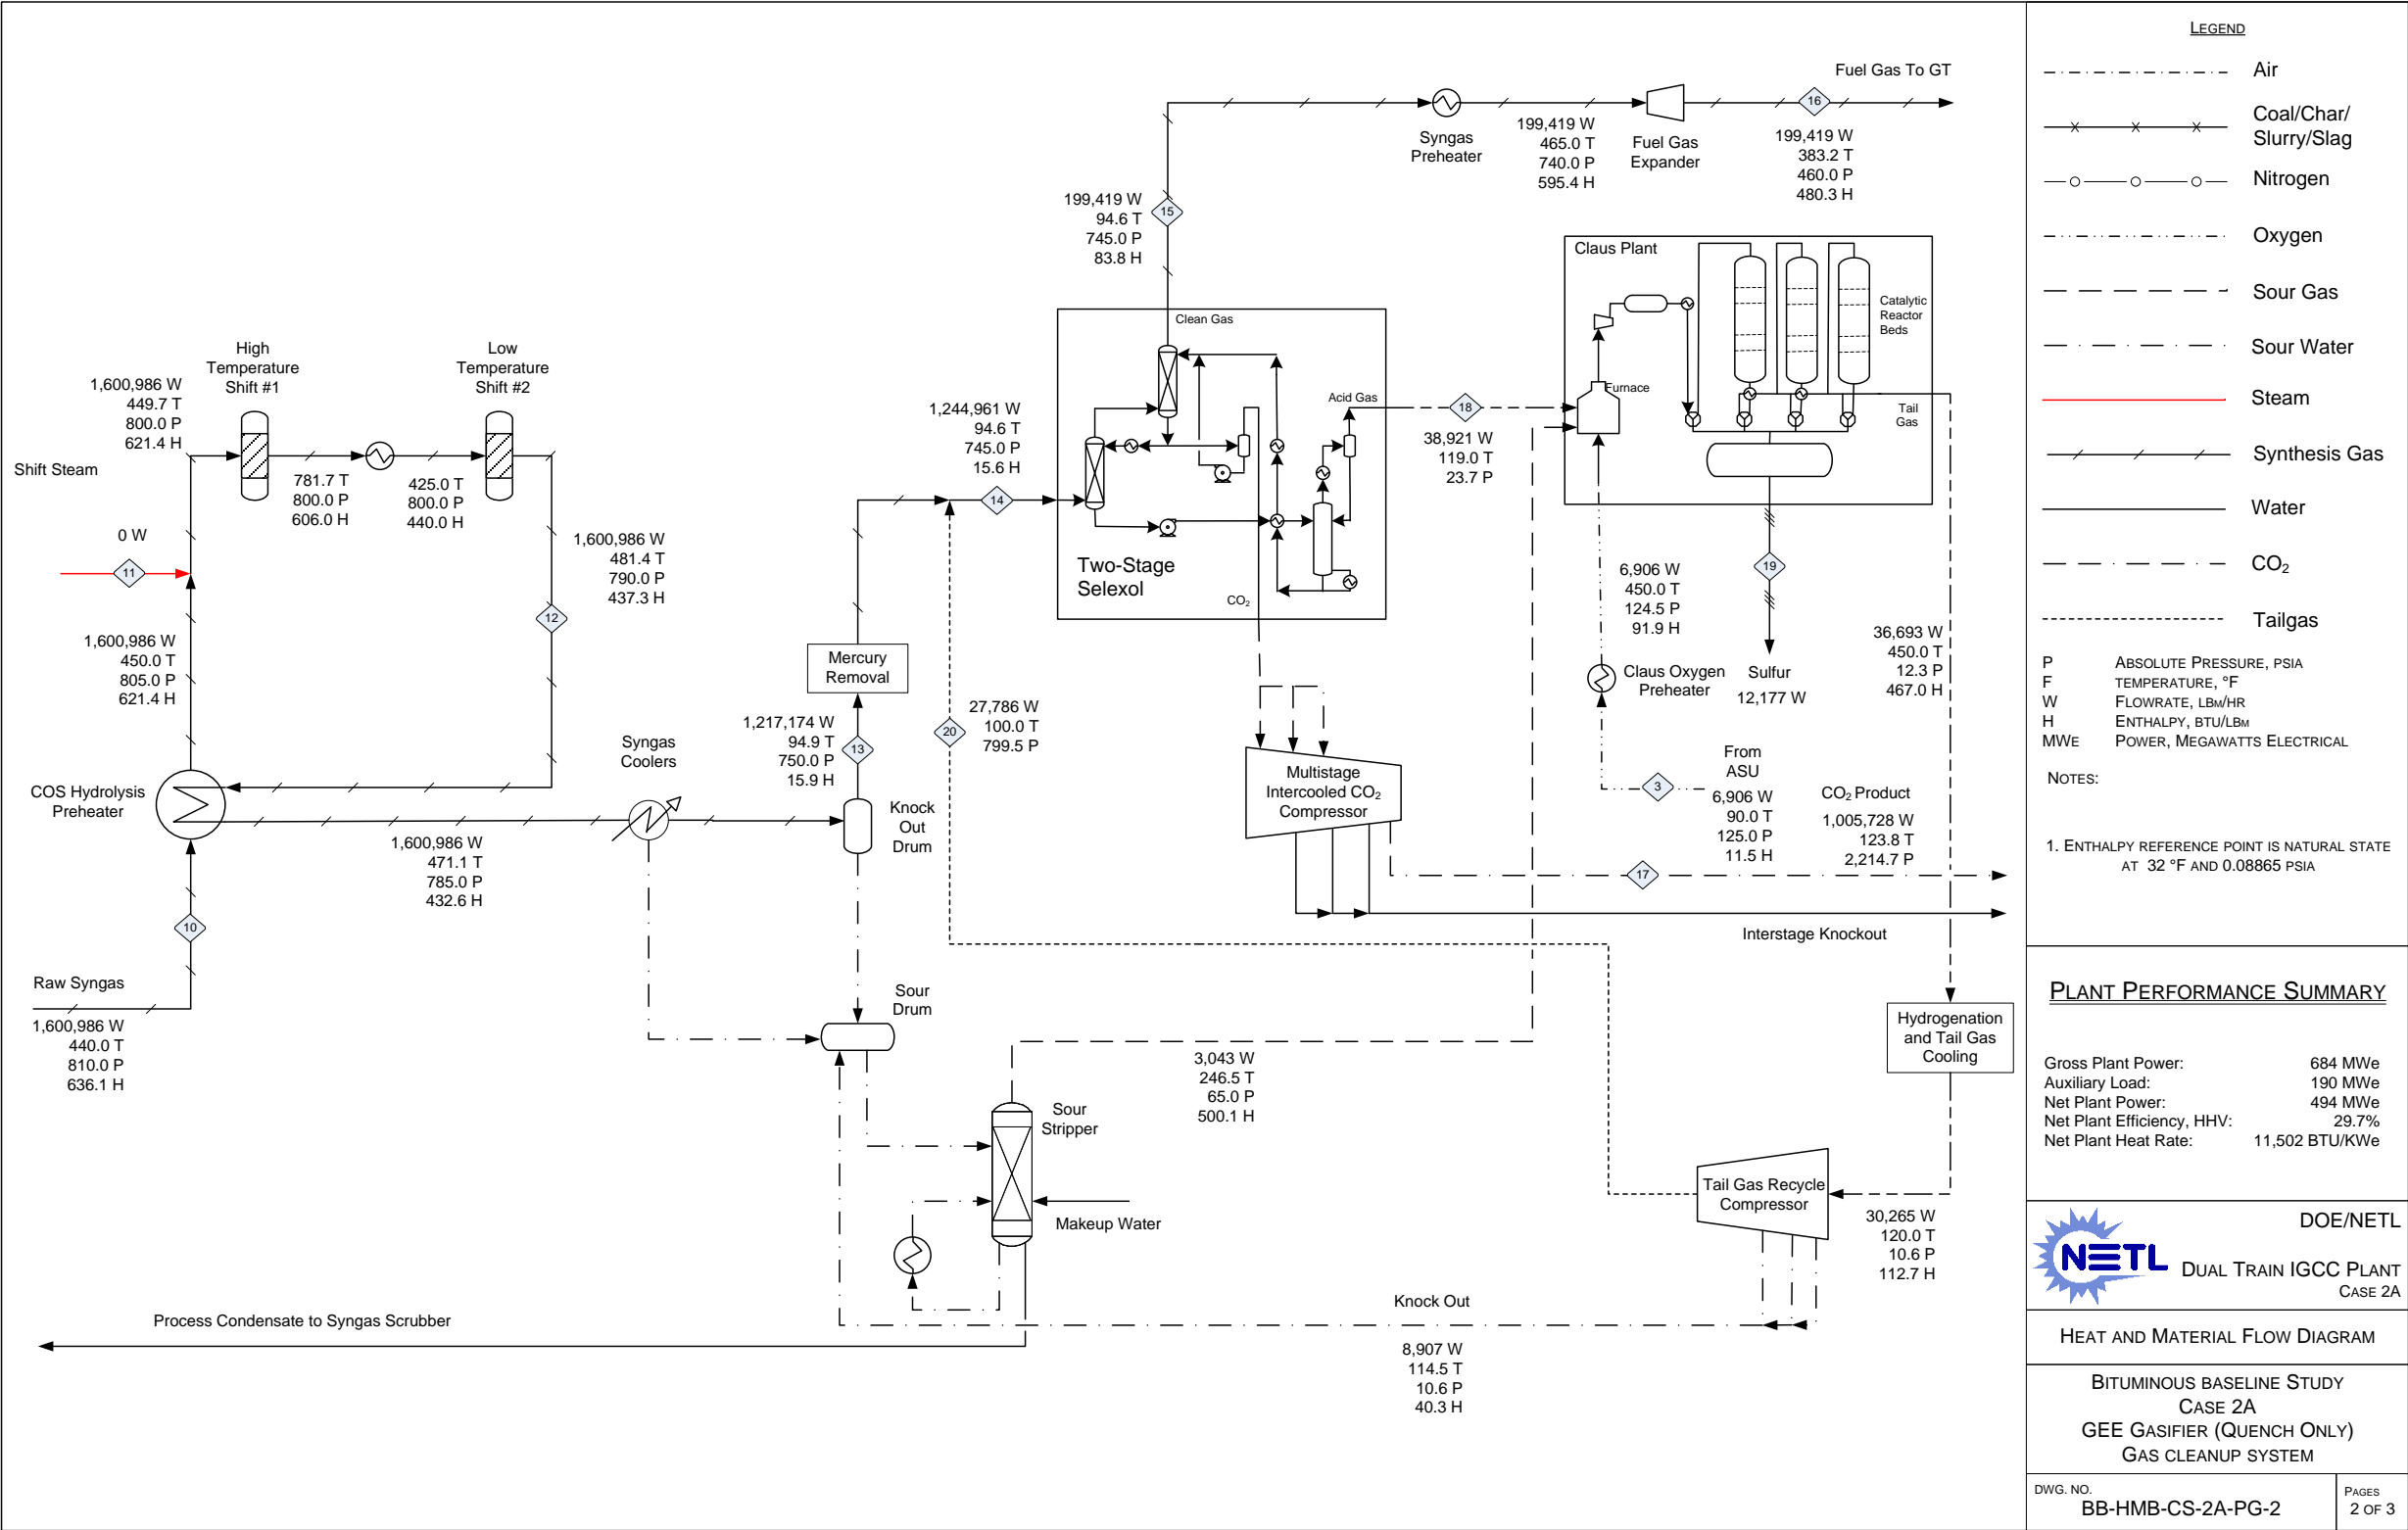 Fuel Gas To GT
16
Syngas
Preheater
199,419 W
465.0 T
740.0 P
595.4 H
Fuel Gas
Expander
199,419 W
383.2 T
460.0 P
480.3 H
199,419 W
94.6 T
745.0 P
83.8 H
15
High
Temperature
Shift #1
Low
Temperature
Shift #2
1,600,986 W
449.7 T
800.0 P
621.4 H
Shift Steam
781.7 T
800.0 P
606.0 H
425.0 T
800.0 P
440.0 H
0 W
11
1,600,986 W
481.4 T
790.0 P
437.3 H
12
1,600,986 W
450.0 T
805.0 P
621.4 H
COS Hydrolysis
Preheater
1,600,986 W
471.1 T
785.0 P
432.6 H
10
Raw Syngas
1,600,986 W
440.0 T
810.0 P
636.1 H
Syngas
Coolers
Knock
Out
Drum
1,217,174 W
94.9 T
750.0 P
15.9 H
13
Mercury
Removal
1,244,961 W
94.6 T
745.0 P
15.6 H
14
20
27,786 W
100.0 T
799.5 P
Clean Gas
Acid Gas
Two-Stage
Selexol
CO2
18
38,921 W
119.0 T
23.7 P
Claus Plant
Furnace
Catalytic
Reactor
Beds
Tail
Gas
6,906 W
450.0 T
124.5 P
91.9 H
19
Sulfur
12,177 W
36,693 W
450.0 T
12.3 P
467.0 H
Claus Oxygen
Preheater
From
ASU
3
6,906 W
90.0 T
125.0 P
11.5 H
CO2 Product
1,005,728 W
123.8 T
2,214.7 P
17
Multistage
Intercooled CO2
Compressor
Interstage Knockout
Sour
Drum
3,043 W
246.5 T
65.0 P
500.1 H
Sour
Stripper
Makeup Water
Hydrogenation
and Tail Gas
Cooling
Tail Gas Recycle
Compressor
30,265 W
120.0 T
10.6 P
112.7 H
Knock Out
8,907 W
114.5 T
10.6 P
40.3 H
Process Condensate to Syngas Scrubber
LEGEND
Air
Coal/Char/
Slurry/Slag
Nitrogen
Oxygen
Sour Gas
Sour Water
Steam
Synthesis Gas
Water
CO2
Tailgas
P ABSOLUTE PRESSURE, PSIA
F TEMPERATURE, °F
W FLOWRATE, LBM/HR
H ENTHALPY, BTU/LBM
MWE POWER, MEGAWATTS ELECTRICAL
NOTES:
1. ENTHALPY REFERENCE POINT IS NATURAL STATE
AT 32 °F AND 0.08865 PSIA
PLANT PERFORMANCE SUMMARY
Gross Plant Power: 684 MWe
Auxiliary Load: 190 MWe
Net Plant Power: 494 MWe
Net Plant Efficiency, HHV: 29.7%
Net Plant Heat Rate: 11,502 BTU/KWe
NETL
DOE/NETL
DUAL TRAIN IGCC PLANT
CASE 2A
HEAT AND MATERIAL FLOW DIAGRAM
BITUMINOUS BASELINE STUDY
CASE 2A
GEE GASIFIER (QUENCH ONLY)
GAS CLEANUP SYSTEM
DWG. NO.
BB-HMB-CS-2A-PG-2
PAGES
2 OF 3